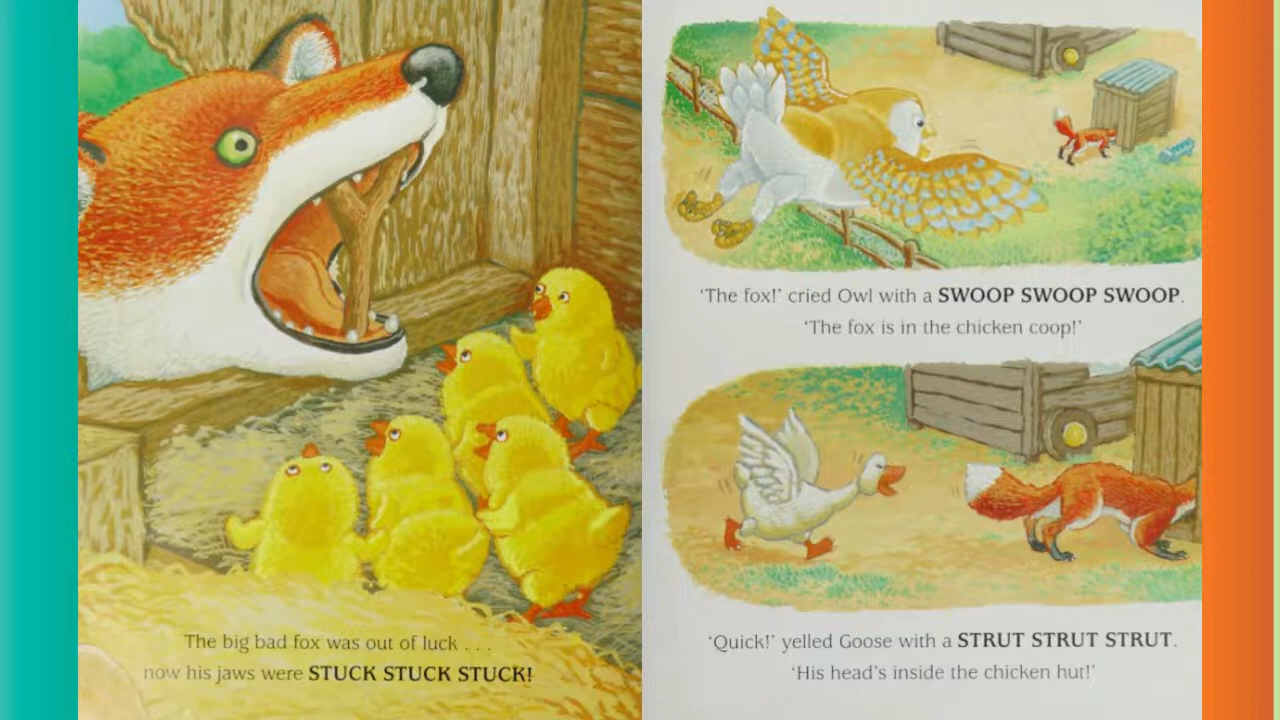 The big bad fox was out of luck . . .
now his jaws were STUCK STUCK STUCK!
‘The fox!’ cried Owl with a SWOOP SWOOP SWOOP.
‘The fox is in the chicken coop!’
‘Quick!’ yelled Goose with a STRUT STRUT STRUT.
‘His head’s inside the chicken hut!’